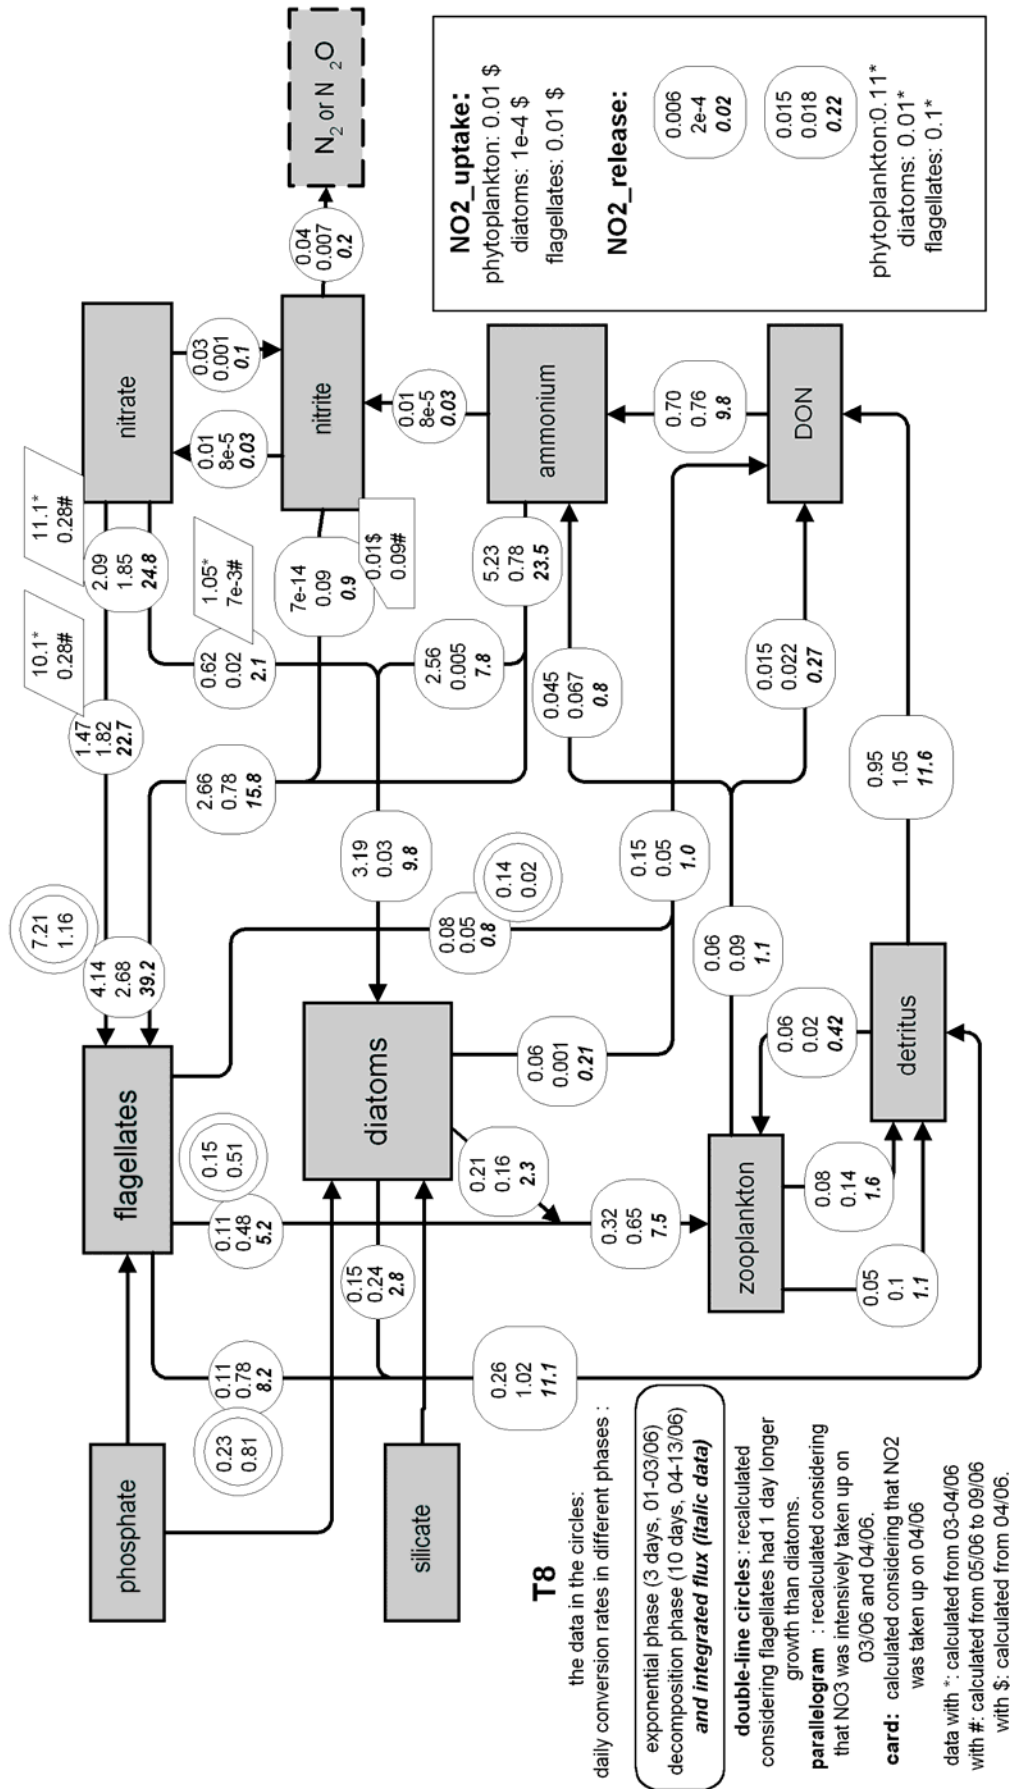 phosphate
silicate
flagellates
diatoms
zooplankton
detritus
nitrate
nitrite
ammonium
DON
N2 or N2O
0.23
0.81
0.11
0.78
8.2
0.15
0.24
2.8
0.26
1.02
11.1
0.15
0.51
0.11
0.48
5.2
0.21
0.16
2.3
0.32
0.65
7.5
0.05
0.1
1.1
0.08
0.14
1.6
0.06
0.02
0.42
7.21
1.16
4.14
2.68
39.2
0.06
0.001
0.21
0.08
0.05
0.8
0.14
0.02
3.19
0.03
9.8
0.06
0.09
1.1
0.15
0.05
1.0
0.95
1.05
11.6
10.1*
0.28#
1.47
1.82
22.7
2.66
0.78
15.8
0.62
0.02
2.1
1.05*
7e-3#
2.56
0.005
7.8
0.045
0.067
0.8
0.015
0.022
0.27
11.1*
0.28#
2.09
1.85
24.8
7e-14
0.09
0.9
0.01$
0.09#
5.23
0.78
23.5
0.01
8e-5
0.03
0.03
0.001
0.1
0.01
8e-5
0.03
0.70
0.76
9.8
0.04
0.007
0.2
NO2_uptake:
phytoplankton: 0.01 $
diatoms: 1e-4 $
flagellates: 0.01 $
NO2_release:
0.006
2e-4
0.02
0.015
0.018
0.22
phytoplankton:0.11*
diatoms: 0.01*
flagellates: 0.1*
T8
the data in the circles:
daily conversion rates in different phases :
exponential phase (3 days, 01-03/06)
decomposition phase (10 days, 04-13/06)
and integrated flux (italic data)
double-line circles : recalculated
considering flagellates had 1 day longer
growth than diatoms.
parallelogram : recalculated considering
that NO3 was intensively taken up on
03/06 and 04/06.
card: calculated considering that NO2
was taken up on 04/06
data with *: calculated from 03-04/06
with #: calculated from 05/06 to 09/06
with $: calculated from 04/06.